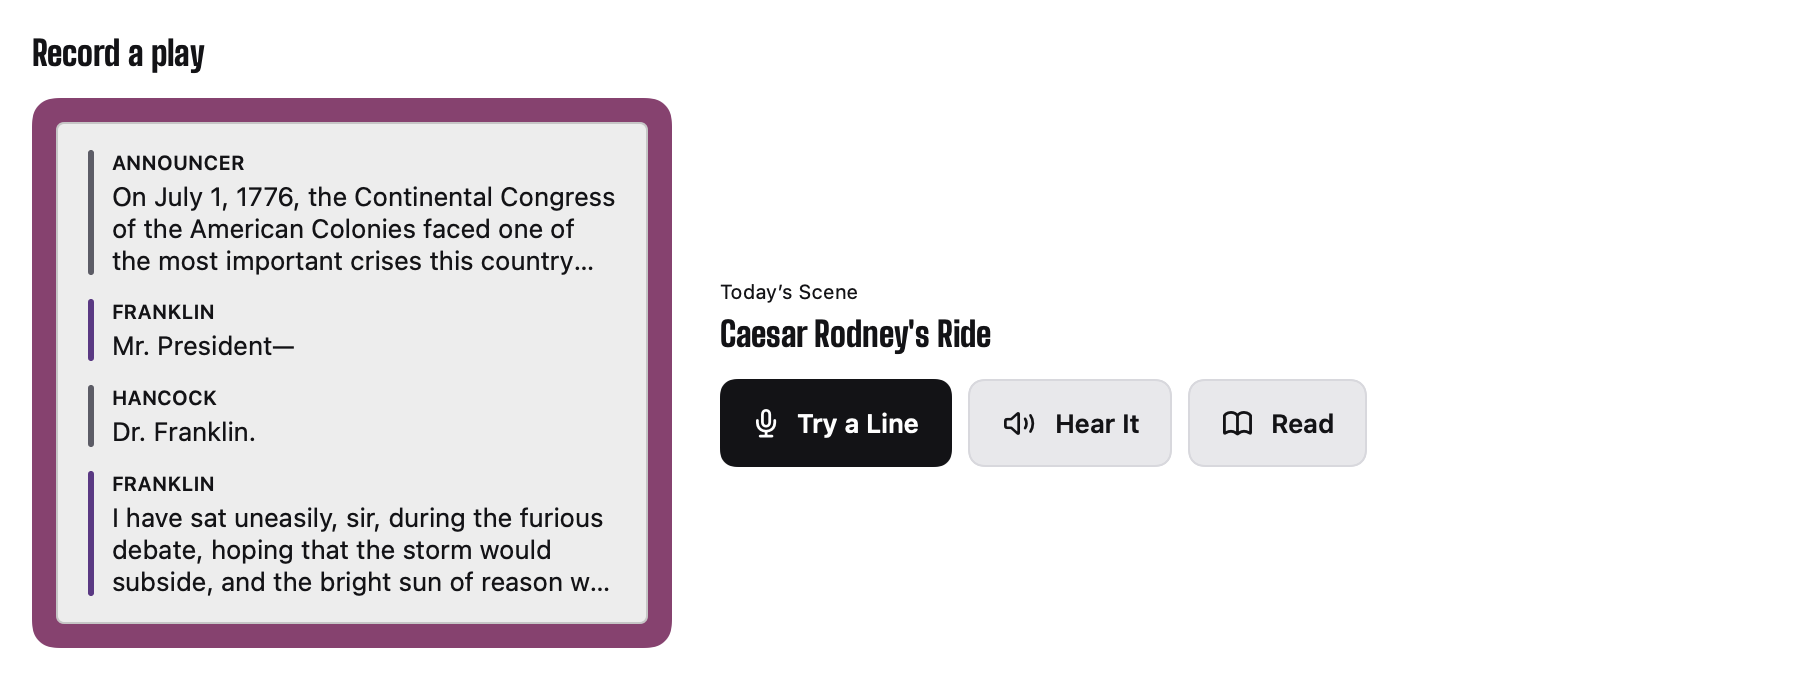 Record a play
ANNOUNCER
On July 1, 1776, the Continental Congress
of the American Colonies faced one of
the most important crises this country...
FRANKLIN
Mr. President—
HANCOCK
Dr. Franklin.
FRANKLIN
I have sat uneasily, sir, during the furious
debate, hoping that the storm would
subside, and the bright sun of reason w...
Today’s Scene
Caesar Rodney's Ride
Try a Line
Hear It
Read